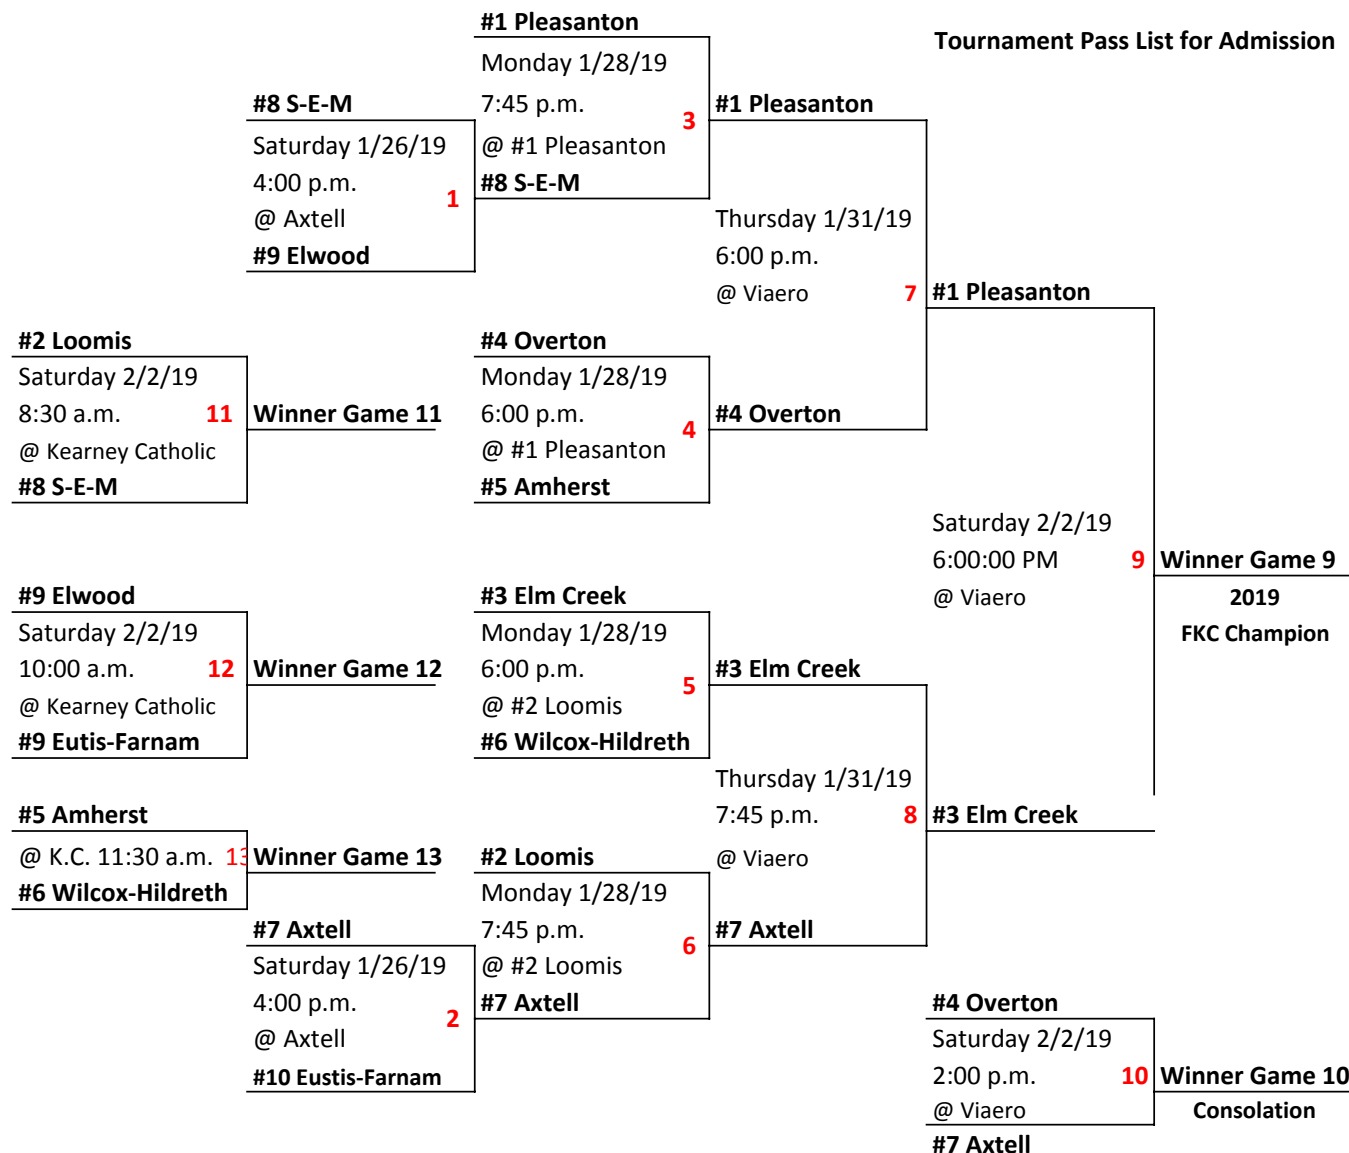 #1 Pleasanton
Tournament Pass List for Admission
Monday 1/28/19
#8 S-E-M
7:45 p.m.
3
#1 Pleasanton
Saturday 1/26/19
@ #1 Pleasanton
4:00 p.m.
1
#8 S-E-M
@ Axtell
Thursday 1/31/19
#9 Elwood
6:00 p.m.
@ Viaero
7
#1 Pleasanton
#2 Loomis
#4 Overton
Saturday 2/2/19
Monday 1/28/19
8:30 a.m.
11
Winner Game 11
6:00 p.m.
4
#4 Overton
@ Kearney Catholic
@ #1 Pleasanton
#8 S-E-M
#5 Amherst
Saturday 2/2/19
6:00:00 PM
9
Winner Game 9
@ Viaero
2019
FKC Champion
#9 Elwood
#3 Elm Creek
Saturday 2/2/19
Monday 1/28/19
10:00 a.m.
12
Winner Game 12
6:00 p.m.
5
#3 Elm Creek
@ Kearney Catholic
@ #2 Loomis
#9 Eutis-Farnam
#6 Wilcox-Hildreth
Thursday 1/31/19
7:45 p.m.
8
#3 Elm Creek
@ Viaero
#5 Amherst
@ K.C. 11:30 a.m.
13
Winner Game 13
#6 Wilcox-Hildreth
#2 Loomis
Monday 1/28/19
#7 Axtell
7:45 p.m.
6
#7 Axtell
Saturday 1/26/19
@ #2 Loomis
4:00 p.m.
2
#7 Axtell
@ Axtell
#10 Eustis-Farnam
#4 Overton
Saturday 2/2/19
2:00 p.m.
10
Winner Game 10
@ Viaero
Consolation
#7 Axtell